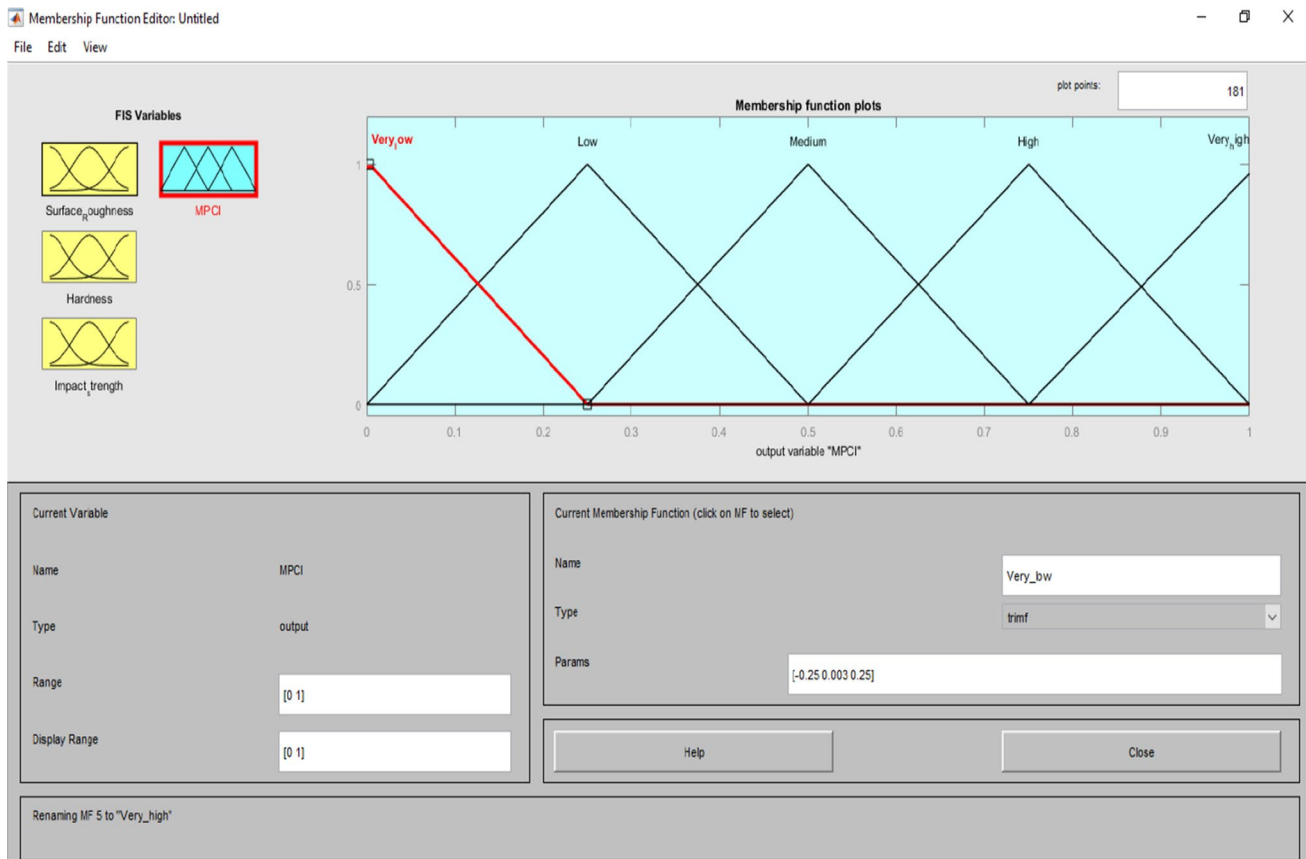 Membership Function Editor: Untitled
File Edit View
plot points: 181
FIS Variables
Surface_Roughness
MPCI
Hardness
Impact_strength
Membership function plots
Very_low Low Medium High Very_high
1
0.5
0
0 0.1 0.2 0.3 0.4 0.5 0.6 0.7 0.8 0.9 1
output variable "MPCI"
Current Variable
Name MPCI
Type output
Range [0 1]
Display Range [0 1]
Current Membership Function (click on MF to select)
Name Very_low
Type trimf
Params [-0.25 0.003 0.25]
Help Close
Renaming MF 5 to "Very_high"